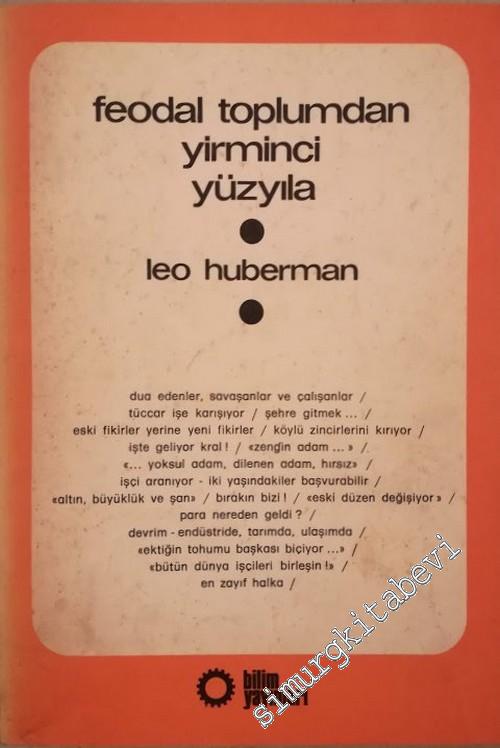 feodal toplumdan
yirminci
yüzyıla
leo huberman
dua edenler, savaşanlar ve çalışanlar /
tüccar işe karışıyor / şehre gitmek ... /
eski fikirler yerine yeni fikirler / köylü zincirlerini kırıyor /
işte geliyor kral ! / «zengin adam ... » /
«... yoksul adam, dilenen adam, hırsız» /
işçi aranıyor - iki yaşındakiler başvurabilir /
«altın, büyüklük ve şan» / bırakın bizi ! / «eski düzen değişiyor» /
para nereden geldi ? /
devrim - endüstride, tarımda, ulaşımda /
«ektiğin tohumu başkası biçiyor ...» /
«bütün dünya işçileri birleşin !» /
en zayıf halka /
bilim
yayınları
simurgkitabevi